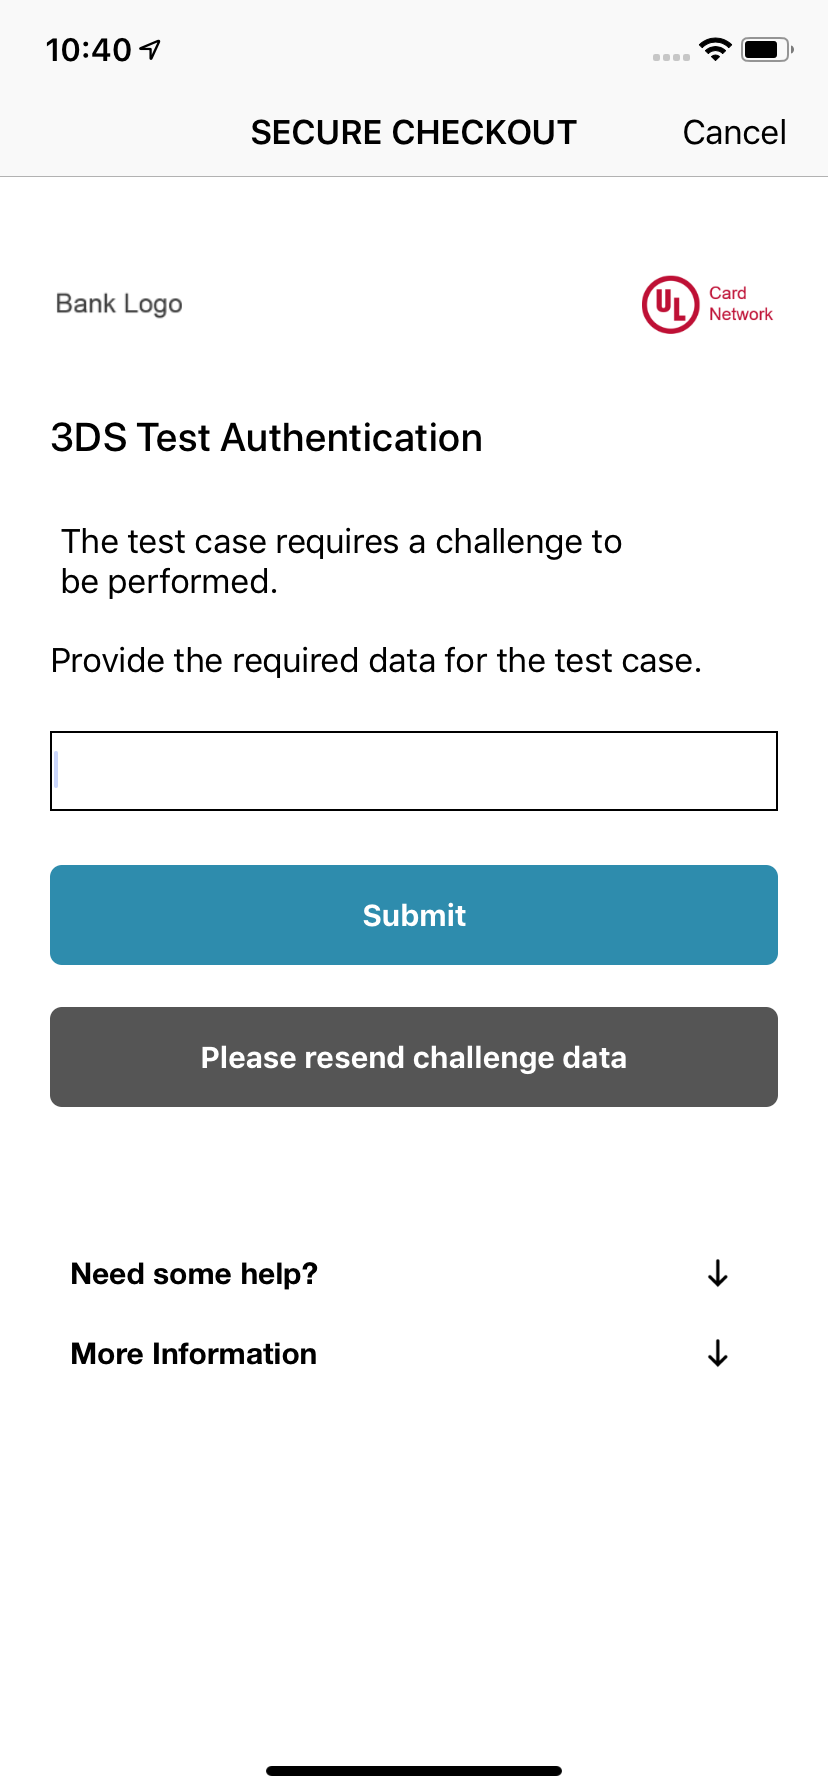 10:40
SECURE CHECKOUT Cancel
Bank Logo
UL Card
Network
3DS Test Authentication
The test case requires a challenge to
be performed.
Provide the required data for the test case.
Submit
Please resend challenge data
Need some help?
More Information